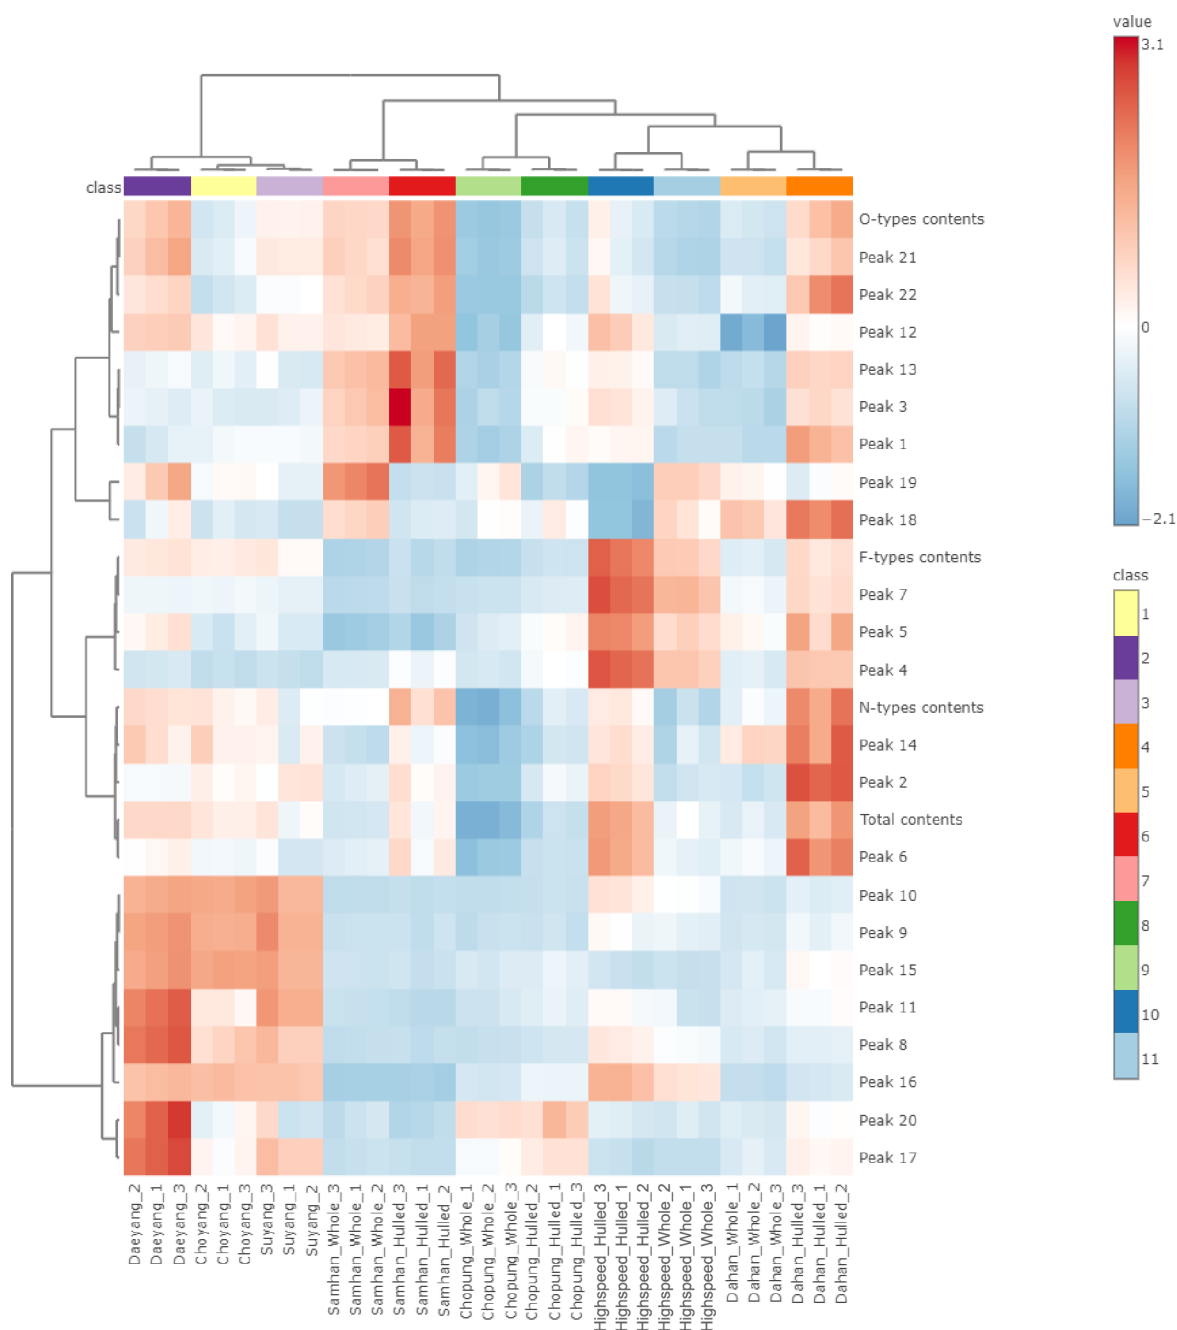 value
3.1
0
−2.1
class
O-types contents
Peak 21
Peak 22
Peak 12
Peak 13
Peak 3
Peak 1
Peak 19
Peak 18
F-types contents
Peak 7
Peak 5
Peak 4
N-types contents
Peak 14
Peak 2
Total contents
Peak 6
Peak 10
Peak 9
Peak 15
Peak 11
Peak 8
Peak 16
Peak 20
Peak 17
class
1
2
3
4
5
6
7
8
9
10
11
Daeyang_2
Daeyang_1
Daeyang_3
Choyang_2
Choyang_1
Choyang_3
Suyang_3
Suyang_1
Suyang_2
Samhan_Whole_3
Samhan_Whole_1
Samhan_Whole_2
Samhan_Hulled_3
Samhan_Hulled_1
Samhan_Hulled_2
Chopung_Whole_1
Chopung_Whole_2
Chopung_Whole_3
Chopung_Hulled_2
Chopung_Hulled_1
Chopung_Hulled_3
Highspeed_Hulled_3
Highspeed_Hulled_1
Highspeed_Hulled_2
Highspeed_Whole_2
Highspeed_Whole_1
Highspeed_Whole_3
Dahan_Whole_1
Dahan_Whole_2
Dahan_Whole_3
Dahan_Hulled_3
Dahan_Hulled_1
Dahan_Hulled_2